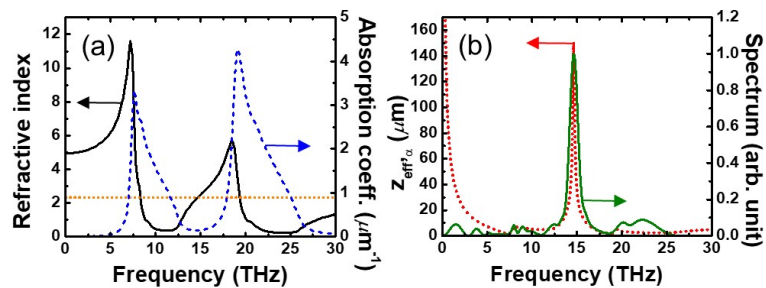 (a)
Refractive index
12
10
8
6
4
2
0
5
4
3
2
1
0
Absorption coeff. (μm⁻¹)
0 5 10 15 20 25 30
Frequency (THz)
(b)
z_eff,α (μm)
160
140
120
100
80
60
40
20
0
1.2
1.0
0.8
0.6
0.4
0.2
0.0
Spectrum (arb. unit)
0 5 10 15 20 25 30
Frequency (THz)